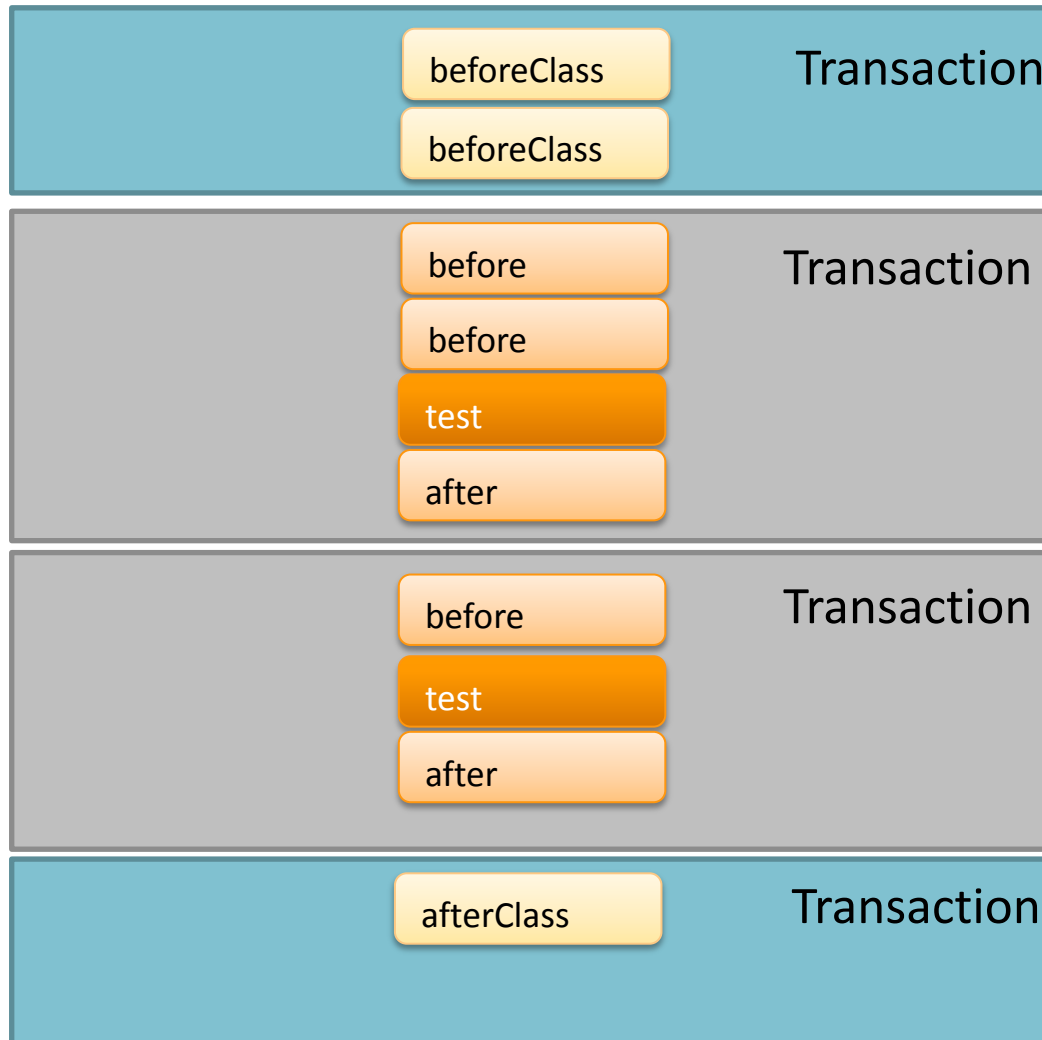 beforeClass
Transaction
beforeClass
before
Transaction
before
test
after
before
Transaction
test
after
afterClass
Transaction